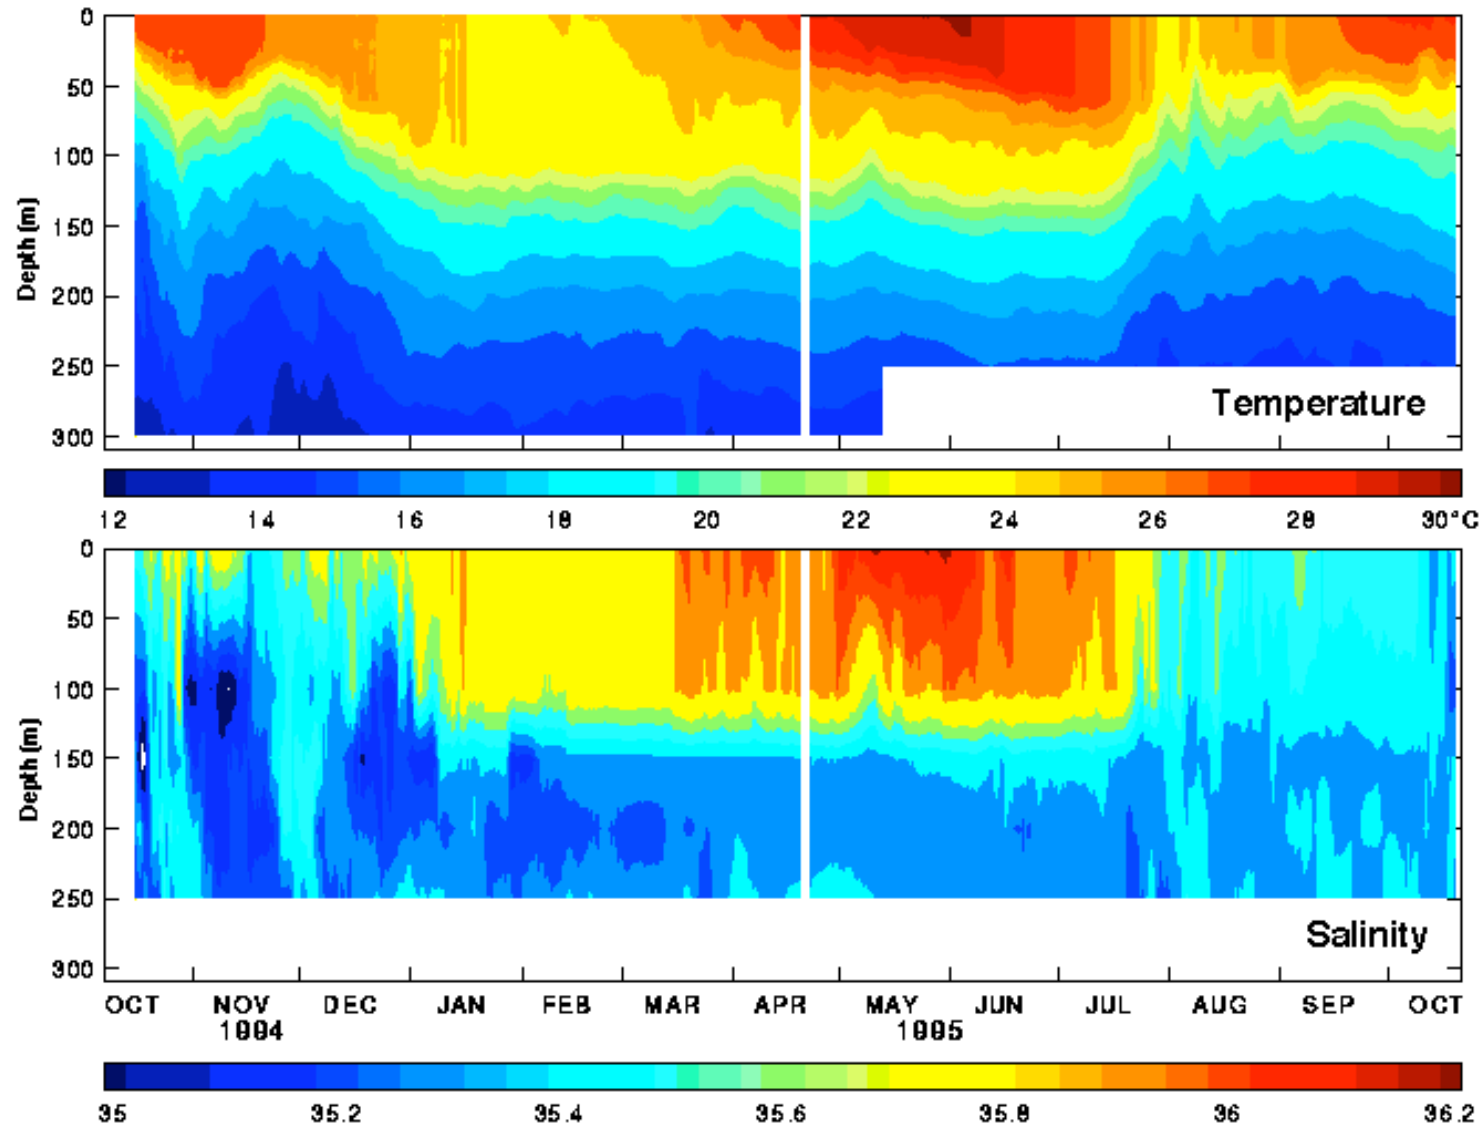 0
50
100
150
200
250
300
Depth (m)
Temperature
12 14 16 18 20 22 24 26 28 30°C
0
50
100
150
200
250
300
Depth (m)
Salinity
OCT NOV DEC JAN FEB MAR APR MAY JUN JUL AUG SEP OCT
1994 1995
35 35.2 35.4 35.6 35.8 36 36.2